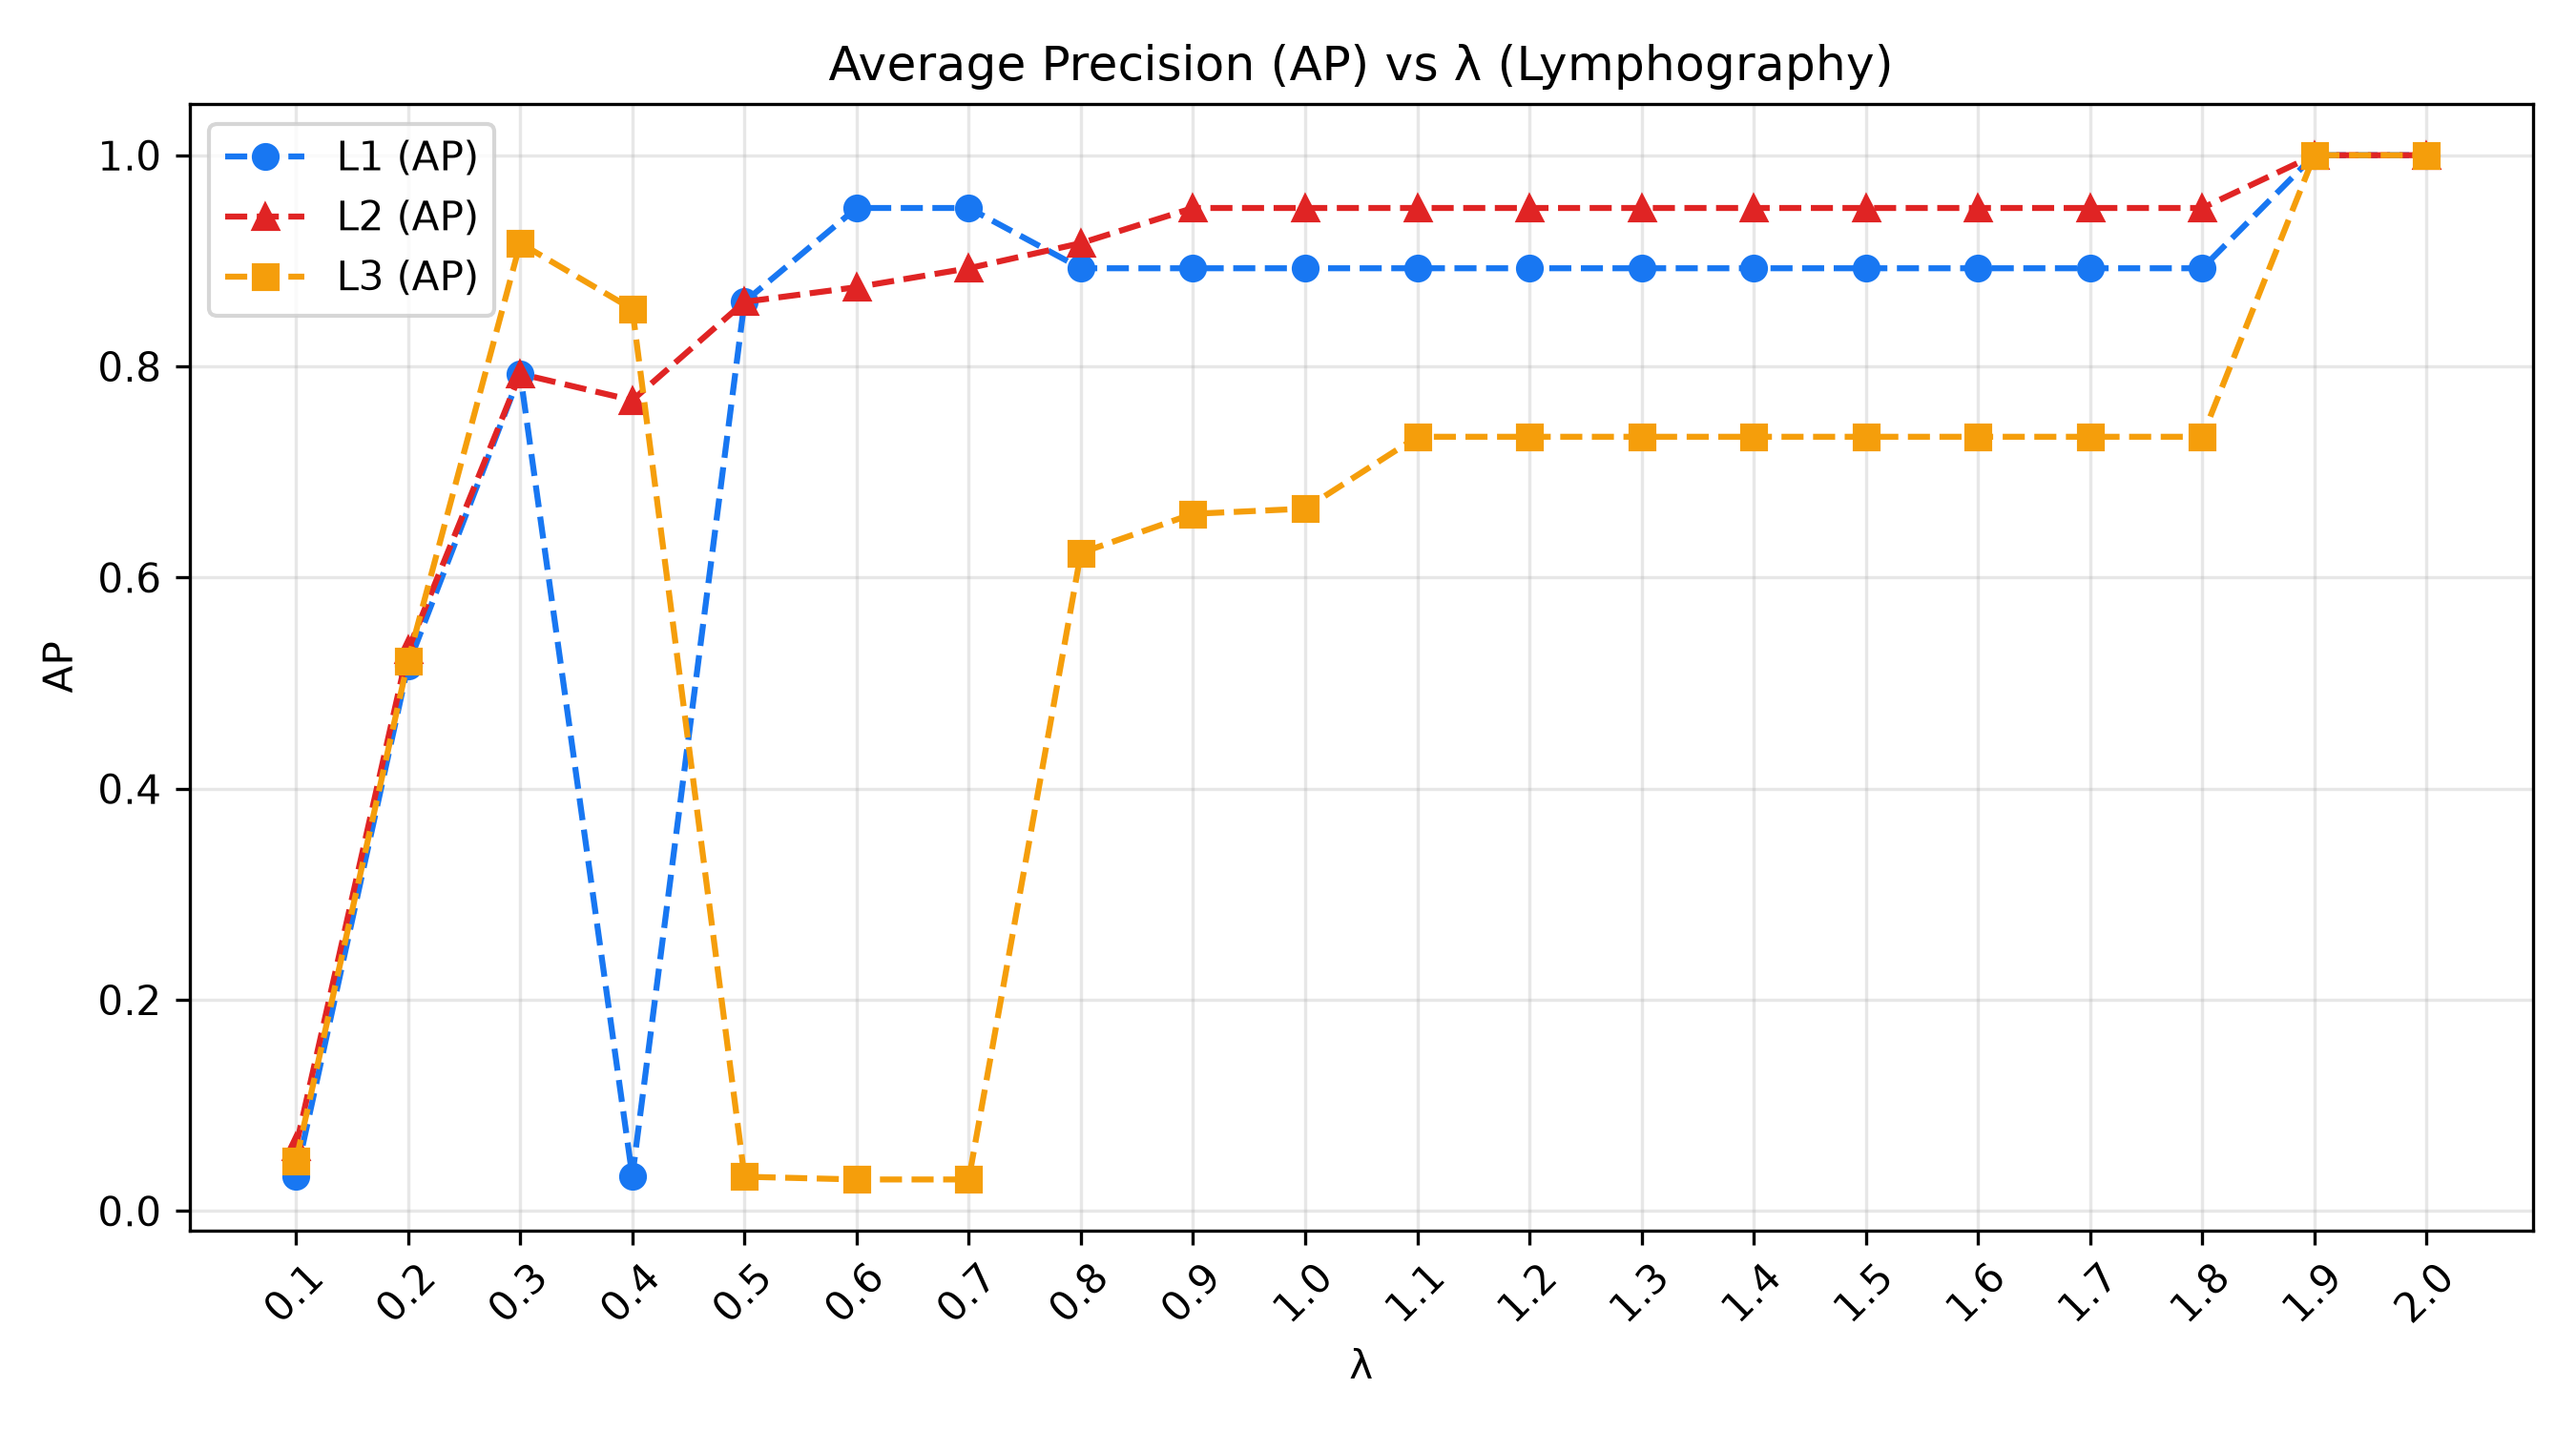 Average Precision (AP) vs λ (Lymphography)
L1 (AP)
L2 (AP)
L3 (AP)
1.0
0.8
0.6
0.4
0.2
0.0
AP
0.1 0.2 0.3 0.4 0.5 0.6 0.7 0.8 0.9 1.0 1.1 1.2 1.3 1.4 1.5 1.6 1.7 1.8 1.9 2.0
λ